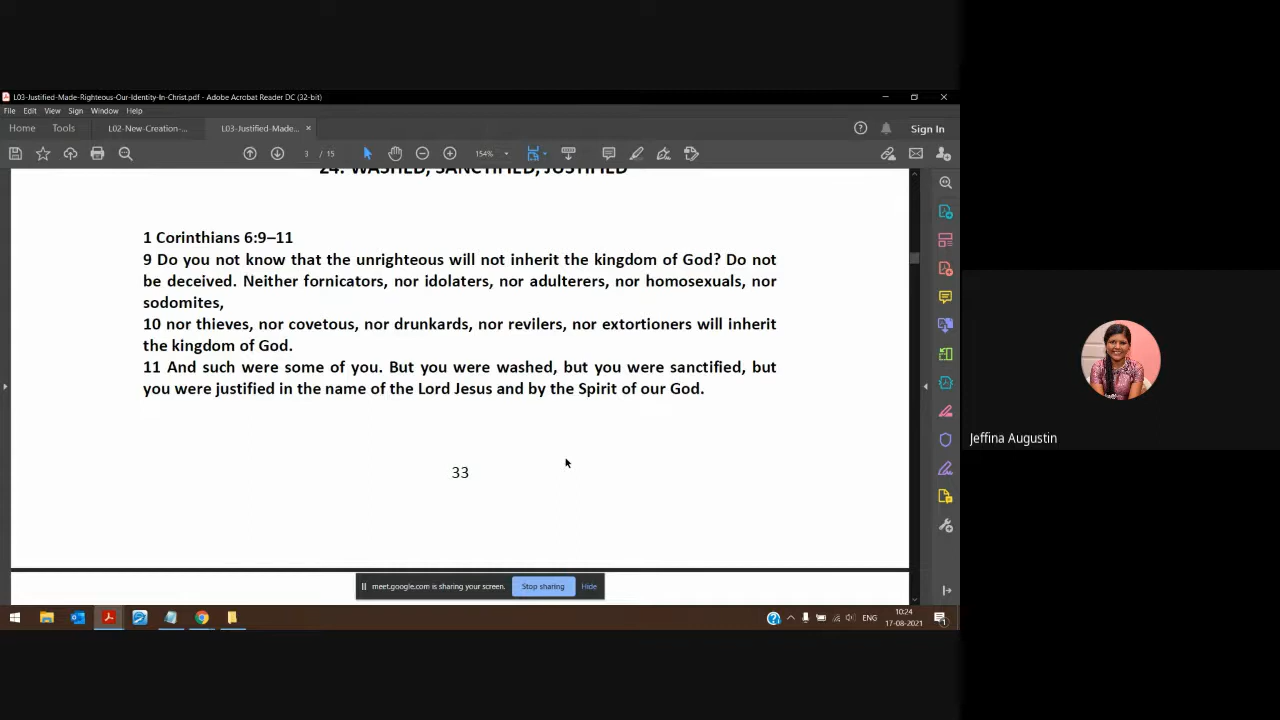 L03-Justified-Made-Righteous-Our-Identity-In-Christ.pdf - Adobe Acrobat Reader DC (32-bit)
File Edit View Sign Window Help
Home Tools L02-New-Creation-... L03-Justified-Made... × Sign In
3 / 15 154%
24. WASHED, SANCTIFIED, JUSTIFIED
1 Corinthians 6:9–11
9 Do you not know that the unrighteous will not inherit the kingdom of God? Do not
be deceived. Neither fornicators, nor idolaters, nor adulterers, nor homosexuals, nor
sodomites,
10 nor thieves, nor covetous, nor drunkards, nor revilers, nor extortioners will inherit
the kingdom of God.
11 And such were some of you. But you were washed, but you were sanctified, but
you were justified in the name of the Lord Jesus and by the Spirit of our God.
33
Jeffina Augustin
meet.google.com is sharing your screen. Stop sharing Hide
ENG
10:24
17-08-2021